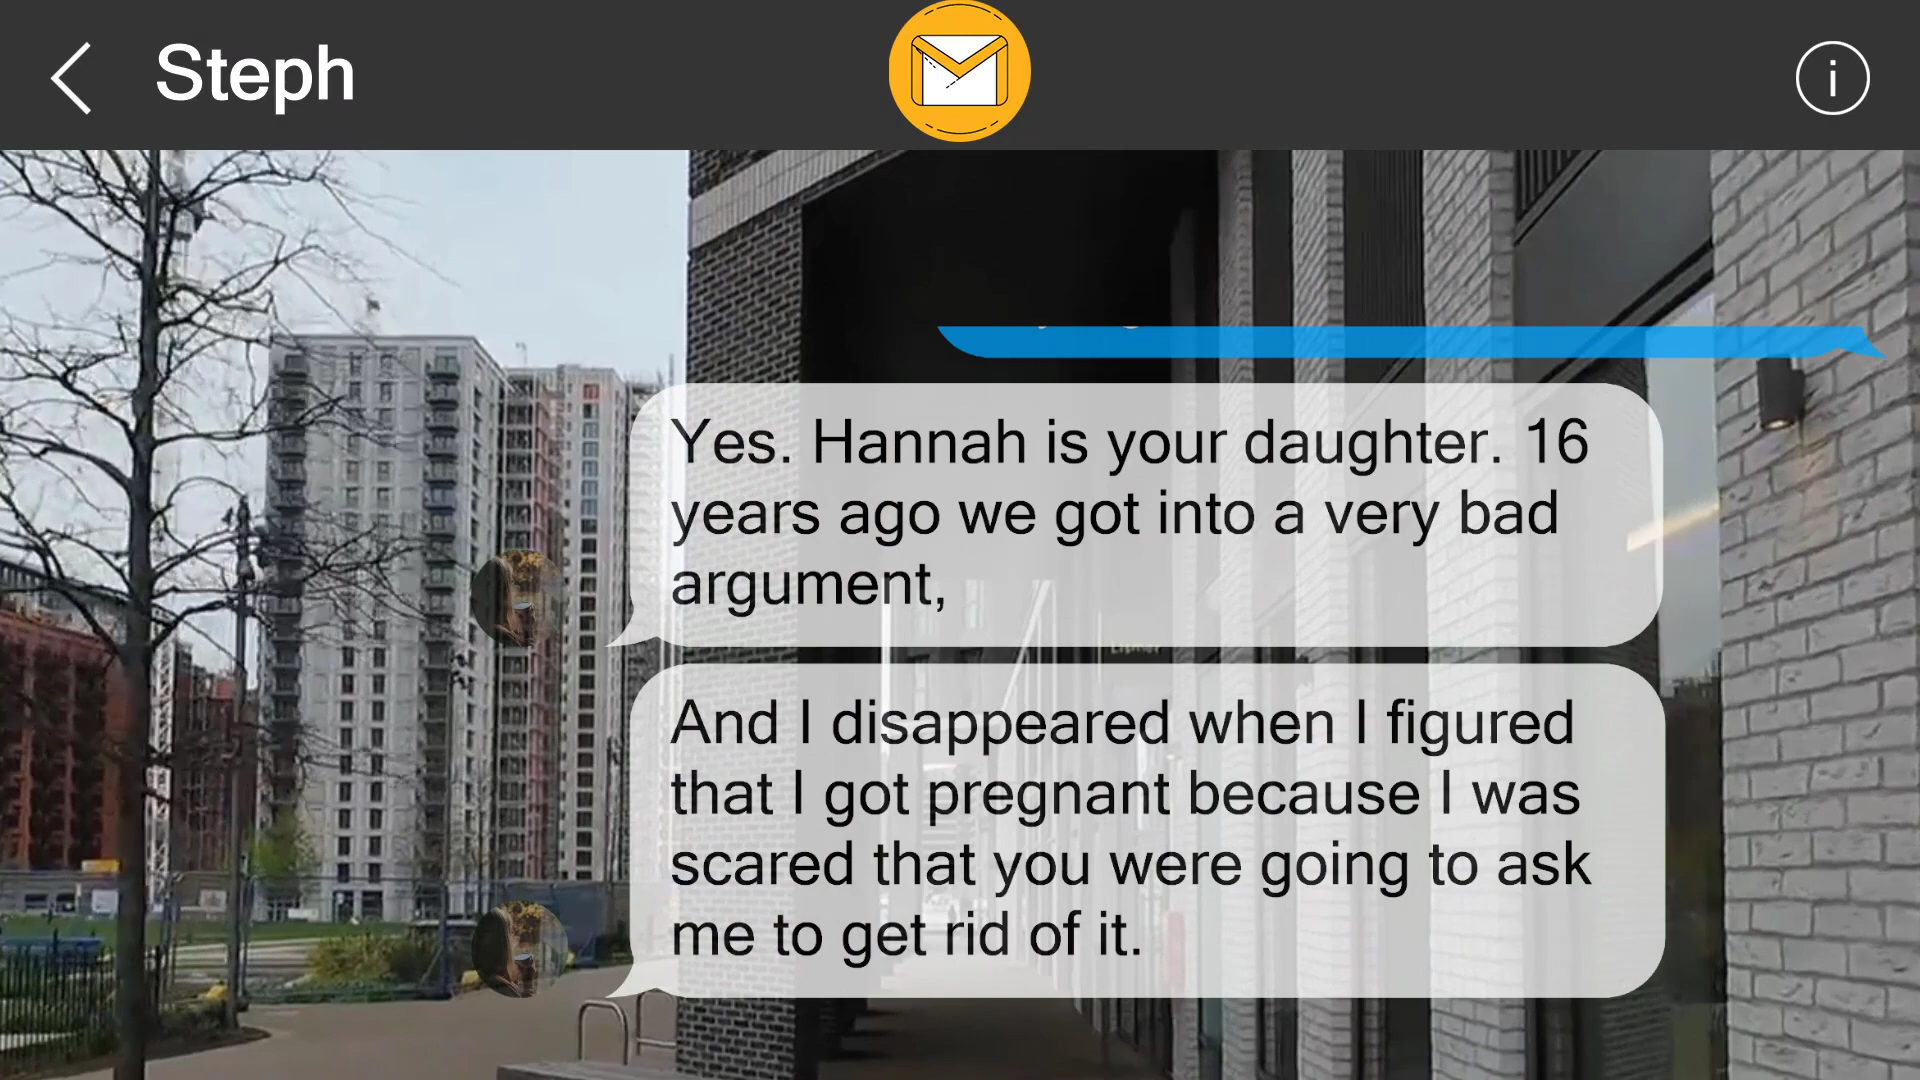 Steph
i
Yes. Hannah is your daughter. 16
years ago we got into a very bad
argument,
And I disappeared when I figured
that I got pregnant because I was
scared that you were going to ask
me to get rid of it.